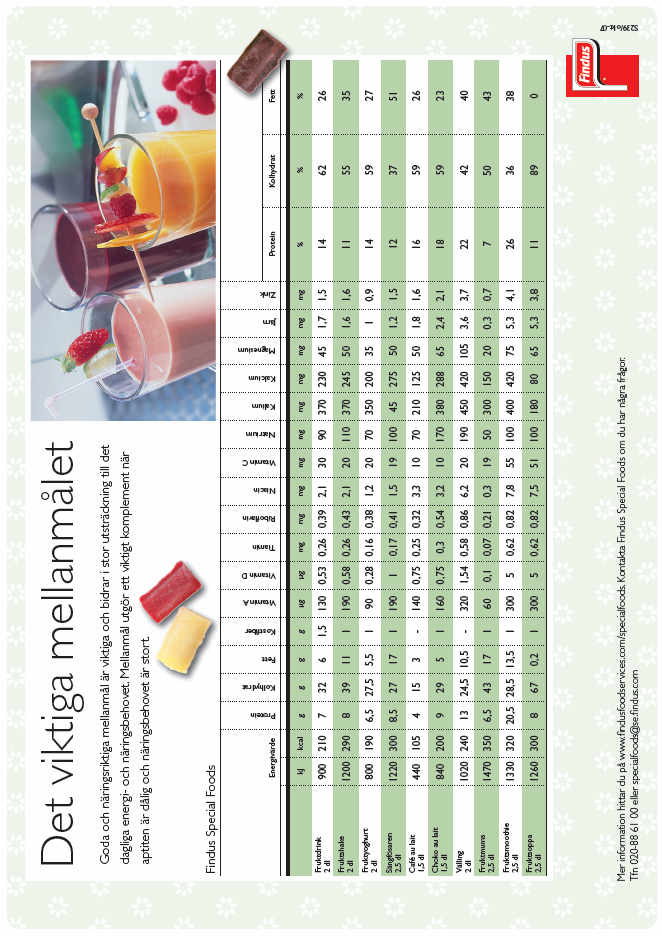 Det viktiga mellanmålet
Goda och näringsriktiga mellanmål är viktiga och bidrar i stor utsträckning till det
dagliga energi- och näringsbehovet. Mellanmål utgör ett viktigt komplement när
aptiten är dålig och näringsbehovet är stort.
Findus Special Foods
Energivärde Protein Kolhydrat Fett Kostfiber Vitamin A Vitamin D Tiamin Riboflavin Niacin Vitamin C Natrium Kalium Kalcium Magnesium Järn Zink Protein Kolhydrat Fett
kJ kcal g g g g µg µg mg mg mg mg mg mg mg mg mg mg % % %
Fruktdrink 900 210 7 32 6 1,5 130 0,53 0,26 0,39 2,1 30 90 370 230 45 1,7 1,5 14 62 26
2 dl
Fruktshake 1200 290 8 39 11 1 190 0,58 0,26 0,43 2,1 20 110 370 245 50 1,6 1,6 11 55 35
2 dl
Fruktyoghurt 800 190 6,5 27,5 5,5 1 90 0,28 0,16 0,38 1,2 20 70 350 200 35 1 0,9 14 59 27
2 dl
Sängfösaren 1220 300 8,5 27 17 1 190 1 0,17 0,41 1,5 19 100 45 275 50 1,2 1,5 12 37 51
2,5 dl
Café au lait 440 105 4 15 3 - 140 0,75 0,25 0,32 3,3 10 70 210 125 50 1,8 1,6 16 59 26
1,5 dl
Choko au lait 840 200 9 29 5 1 160 0,75 0,3 0,54 3,2 10 170 380 288 65 2,4 2,1 18 59 23
1,5 dl
Välling 1020 240 13 24,5 10,5 - 320 1,54 0,58 0,86 6,2 20 190 450 420 105 3,6 3,7 22 42 40
2 dl
Fruktmums 1470 350 6,5 43 17 1 60 0,1 0,07 0,21 0,3 19 50 300 150 20 0,3 0,7 7 50 43
2,5 dl
Fruktsmoothie 1330 320 20,5 28,5 13,5 1 300 5 0,62 0,82 7,8 55 100 400 420 75 5,3 4,1 26 36 38
2,5 dl
Fruktsoppa 1260 300 8 67 0,2 1 300 5 0,62 0,82 7,5 51 100 180 80 65 5,3 3,8 11 89 0
2,5 dl
Mer information hittar du på www.findusfoodservices.com/specialfoods. Kontakta Findus Special Foods om du har några frågor.
Tfn 020-88 61 00 eller specialfoods@se.findus.com
Findus